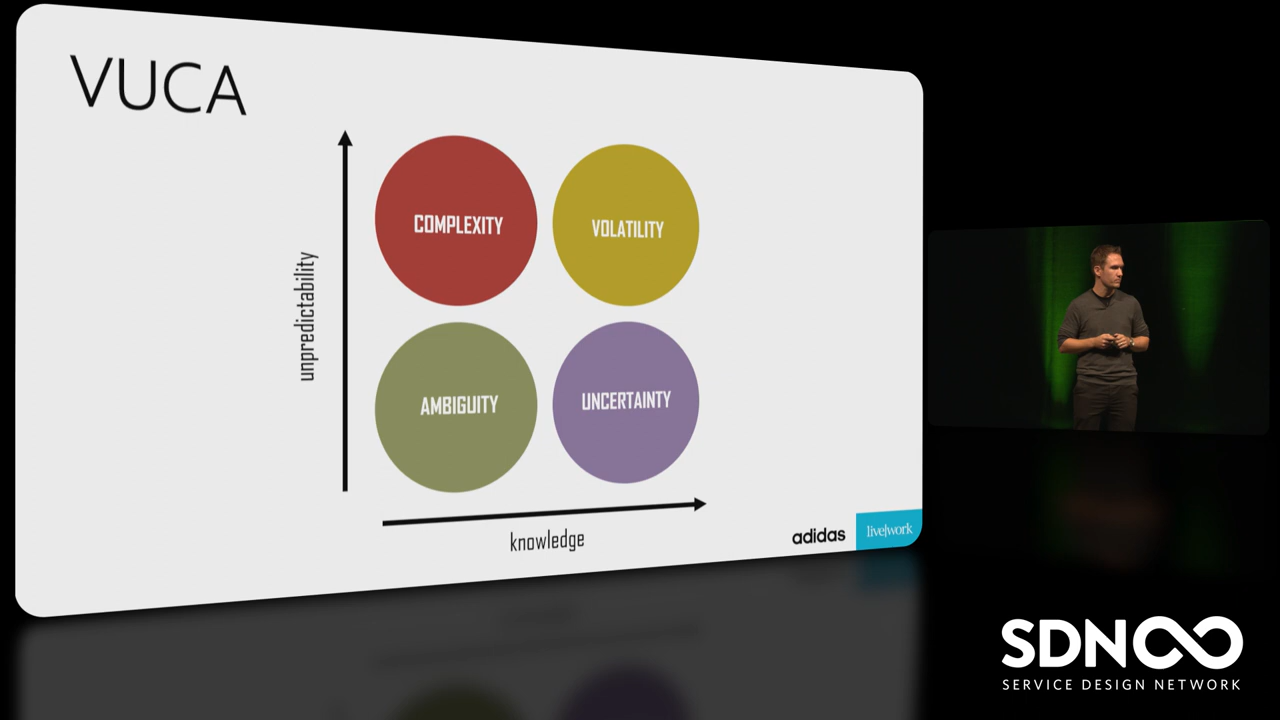 VUCA
COMPLEXITY
VOLATILITY
unpredictability
AMBIGUITY
UNCERTAINTY
knowledge
adidas
live|work
SDN
SERVICE DESIGN NETWORK